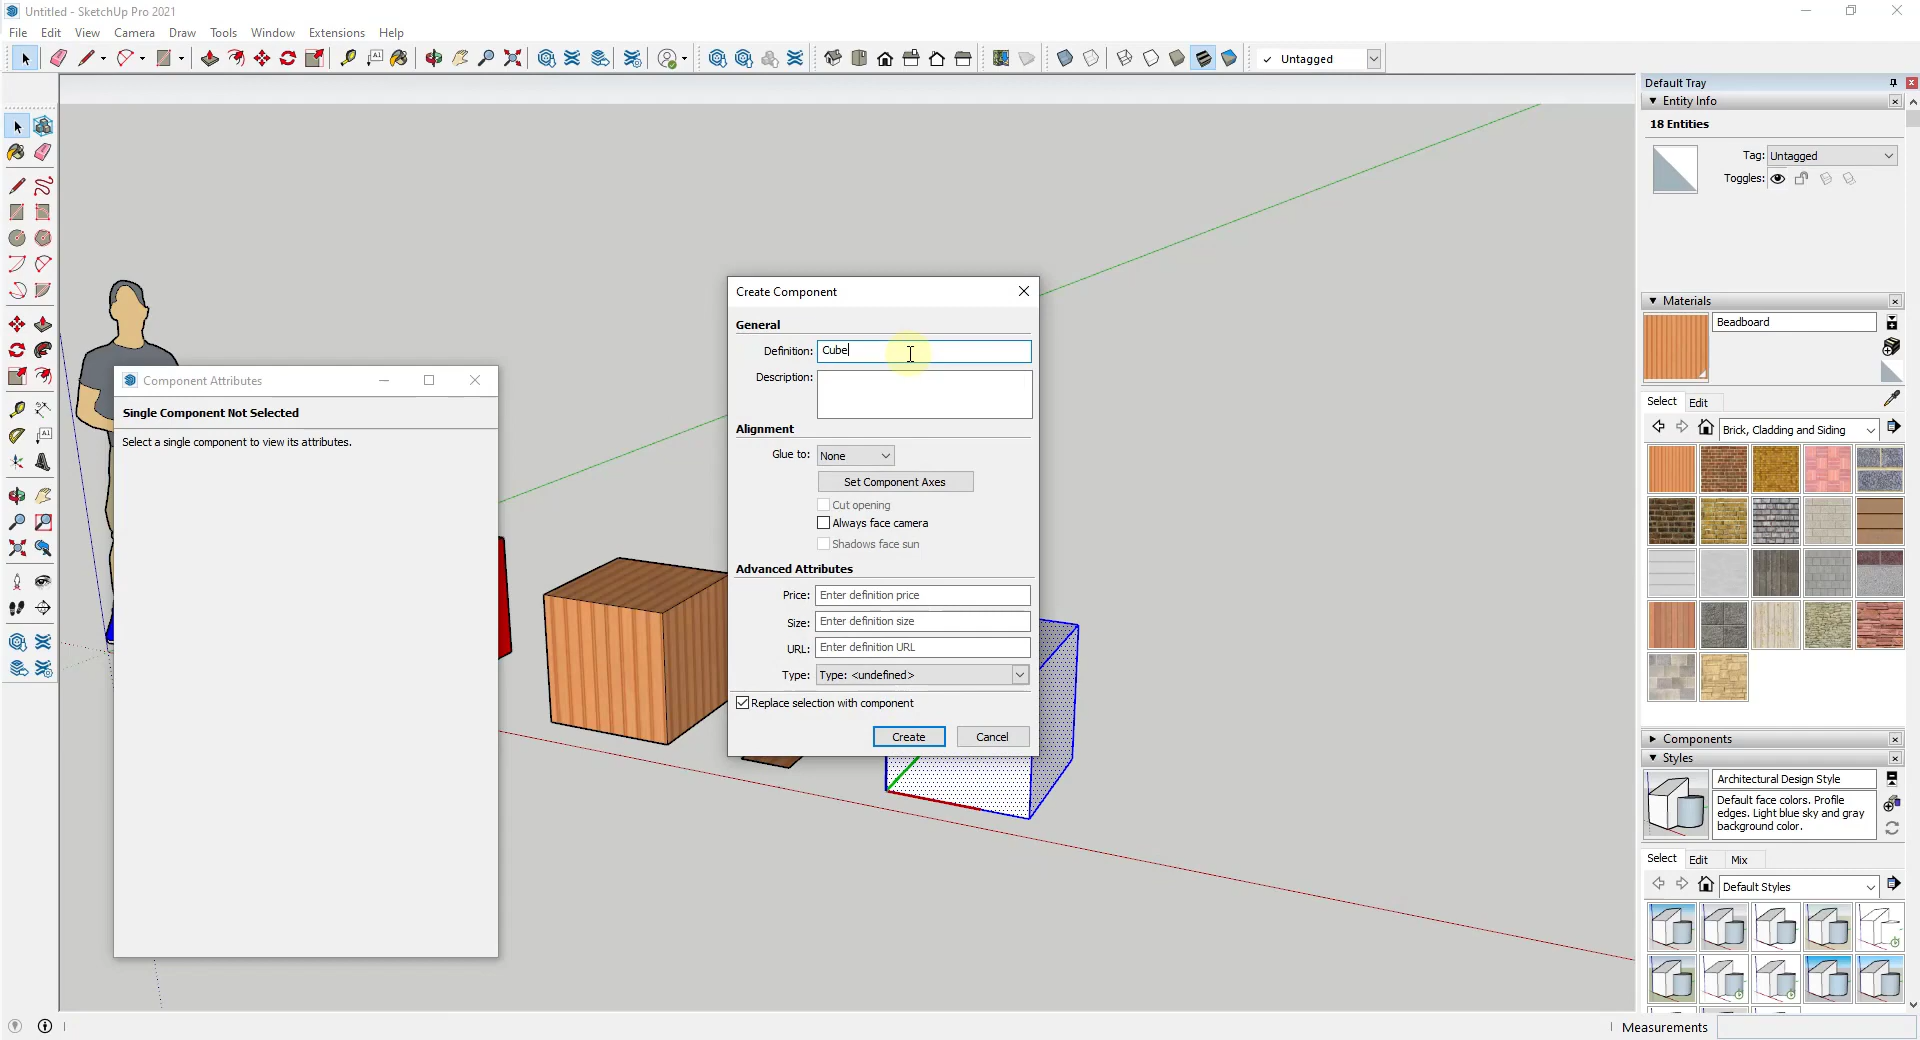 Untitled - SketchUp Pro 2021
File Edit View Camera Draw Tools Window Extensions Help
Untagged
Default Tray
Entity Info
18 Entities
Tag: Untagged
Toggles:
Materials
Beadboard
Select Edit
Brick, Cladding and Siding
Components
Styles
Architectural Design Style
Default face colors. Profile
edges. Light blue sky and gray
background color.
Select Edit Mix
Default Styles
Component Attributes
Single Component Not Selected
Select a single component to view its attributes.
Create Component
General
Definition: Cube
Description:
Alignment
Glue to: None
Set Component Axes
Cut opening
Always face camera
Shadows face sun
Advanced Attributes
Price: Enter definition price
Size: Enter definition size
URL: Enter definition URL
Type: Type: <undefined>
Replace selection with component
Create Cancel
Measurements